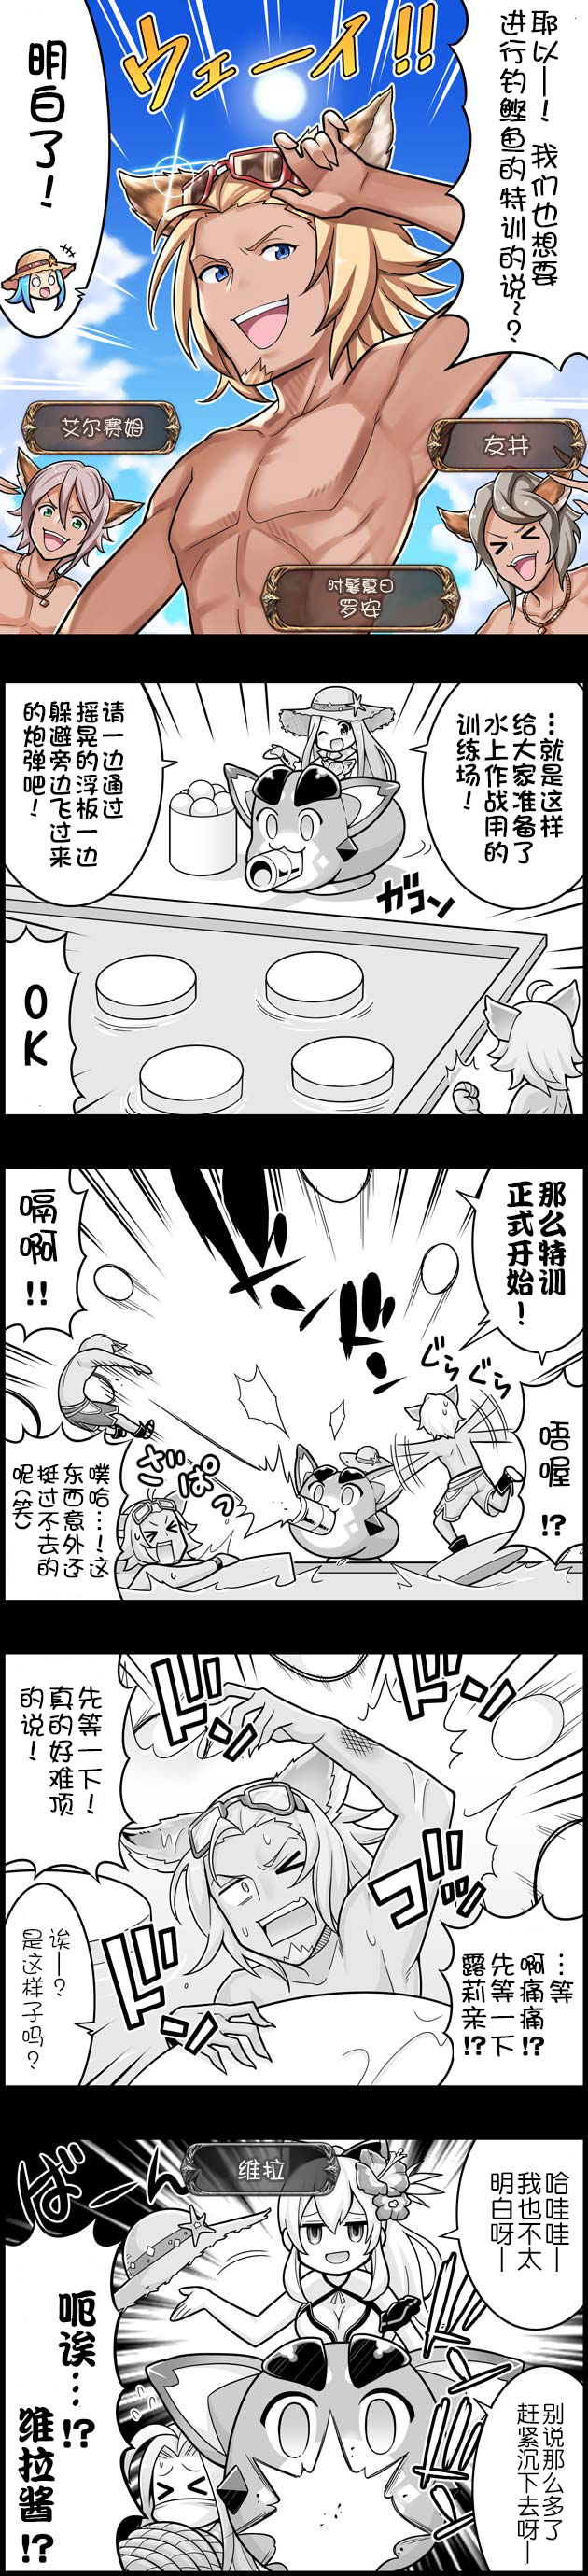 耶以—！我们也想要
进行钓鲣鱼的特训的说~？
ウェーイ!!
明白了！
艾尔赛姆
友井
时髦夏日
罗安
…就是这样
给大家准备了
水上作战用的
训练场！
请一边通过
摇晃的浮板一边
躲避旁边飞过来
的炮弹吧！
ガコン
OK
那么特训
正式开始！
嗝啊!!
ドドド
ぐらぐら
唔喔!?
ざぱっ
噗哈…！这
东西意外还
挺过不去的
呢(笑)
ドドド
ドドド
先等一下！
真的好难顶
的说！
ゴッ!!
…等
啊痛痛!?
先等一下
露莉亲!?
诶—？
是这样子吗？
ドドド
ばーん
维拉
哈哇哇—
我也不太
明白呀—
呃诶…!?
维拉酱!?
别说那么多了
赶紧沉下去呀—